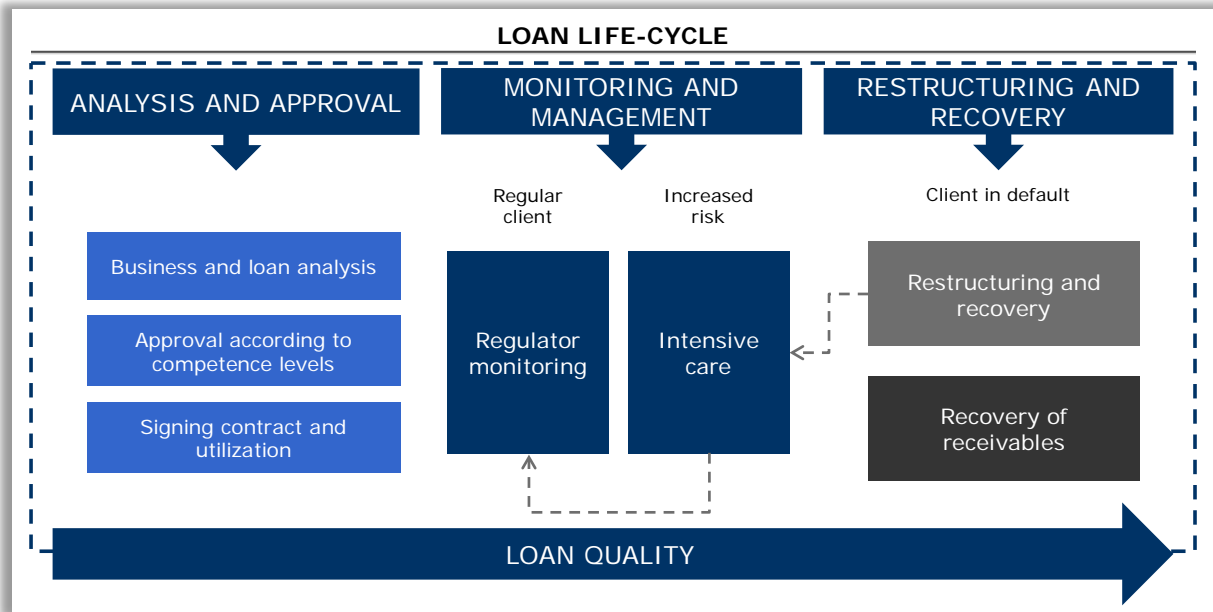 LOAN LIFE-CYCLE
ANALYSIS AND APPROVAL
MONITORING AND
MANAGEMENT
RESTRUCTURING AND
RECOVERY
Business and loan analysis
Approval according to
competence levels
Signing contract and
utilization
Regular
client
Regulator
monitoring
Increased
risk
Intensive
care
Client in default
Restructuring and
recovery
Recovery of
receivables
LOAN QUALITY